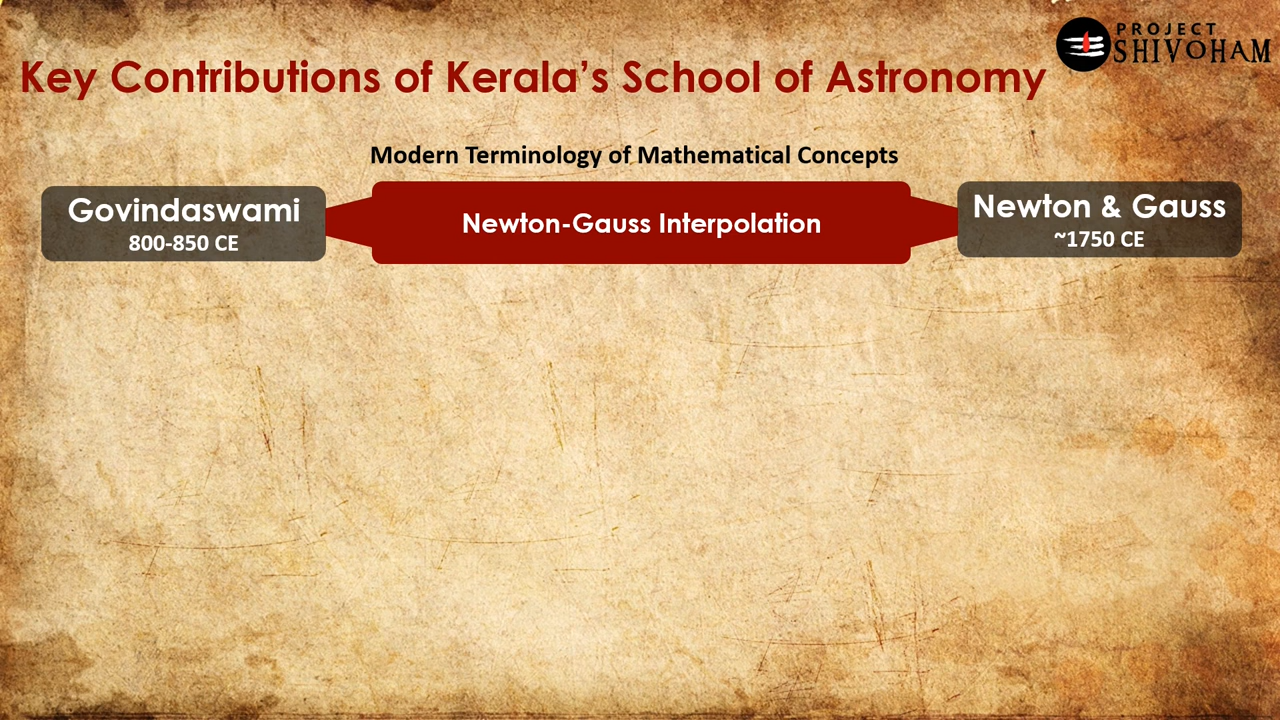 PROJECT
SHIVOHAM
Key Contributions of Kerala’s School of Astronomy
Modern Terminology of Mathematical Concepts
Govindaswami
800-850 CE
Newton-Gauss Interpolation
Newton & Gauss
~1750 CE